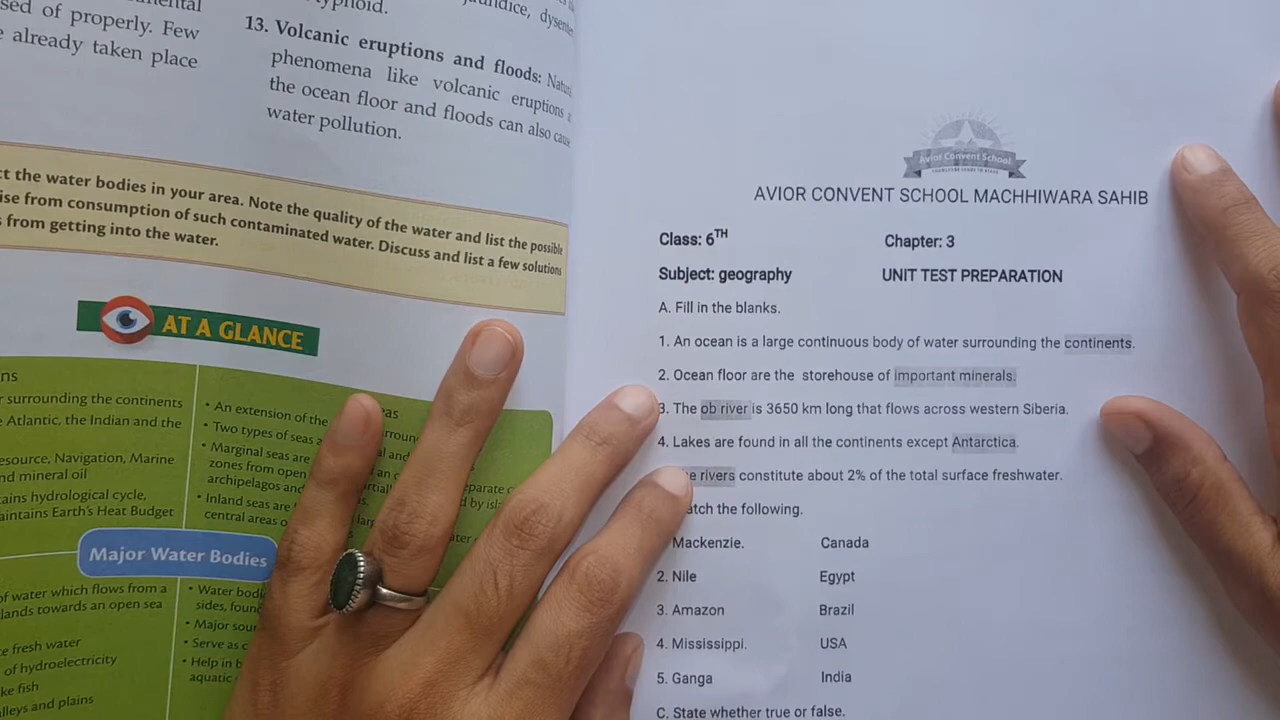 sed of properly. Few
already taken place
typhoid.
13. Volcanic eruptions and floods:
phenomena like volcanic eruptions
the ocean floor and floods can also
water pollution.
ct the water bodies in your area. Note the quality of the water and list the possible
ise from consumption of such contaminated water. Discuss and list a few solutions
from getting into the water.
AT A GLANCE
surrounding the continents
Atlantic, the Indian and the
esource, Navigation, Marine
nd mineral oil
tains hydrological cycle,
aintains Earth's Heat Budget
• An extension of the
• Two types of seas
• Marginal seas are
zones from open
archipelagos and
• Inland seas are
central areas
Major Water Bodies
of water which flows from a
lands towards an open sea
fresh water
of hydroelectricity
ke fish
lleys and plains
• Water
sides,
• Major
• Serve as
• Help in
aquatic
Avior Convent School
AVIOR CONVENT SCHOOL MACHHIWARA SAHIB
Class: 6TH Chapter: 3
Subject: geography UNIT TEST PREPARATION
A. Fill in the blanks.
1. An ocean is a large continuous body of water surrounding the continents.
2. Ocean floor are the storehouse of important minerals.
3. The ob river is 3650 km long that flows across western Siberia.
4. Lakes are found in all the continents except Antarctica.
rivers constitute about 2% of the total surface freshwater.
atch the following.
Mackenzie. Canada
2. Nile Egypt
3. Amazon Brazil
4. Mississippi. USA
5. Ganga India
C. State whether true or false.